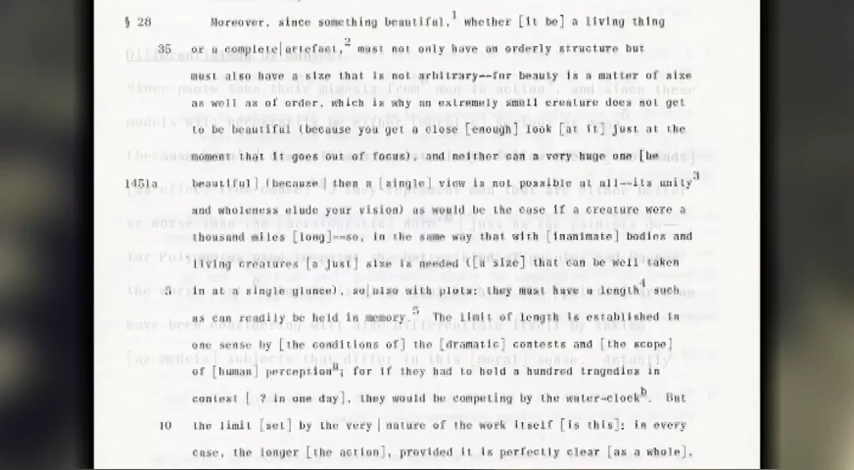 § 28 Moreover, since something beautiful,1 whether [it be] a living thing
35 or a complete|artefact,2 must not only have an orderly structure but
must also have a size that is not arbitrary--for beauty is a matter of size
as well as of order, which is why an extremely small creature does not get
to be beautiful (because you get a close [enough] look [at it] just at the
moment that it goes out of focus), and neither can a very huge one [be
1451a beautiful] (because| then a [single] view is not possible at all--its unity3
and wholeness elude your vision) as would be the case if a creature were a
thousand miles [long]--so, in the same way that with [inanimate] bodies and
living creatures [a just] size is needed ([a size] that can be well taken
5 in at a single glance), so|also with plots: they must have a length4 such
as can readily be held in memory.5 The limit of length is established in
one sense by [the conditions of] the [dramatic] contests and [the scope]
of [human] perceptiona; for if they had to hold a hundred tragedies in
contest [ ? in one day], they would be competing by the water-clockb. But
10 the limit [set] by the very| nature of the work itself [is this]: in every
case, the longer [the action], provided it is perfectly clear [as a whole],